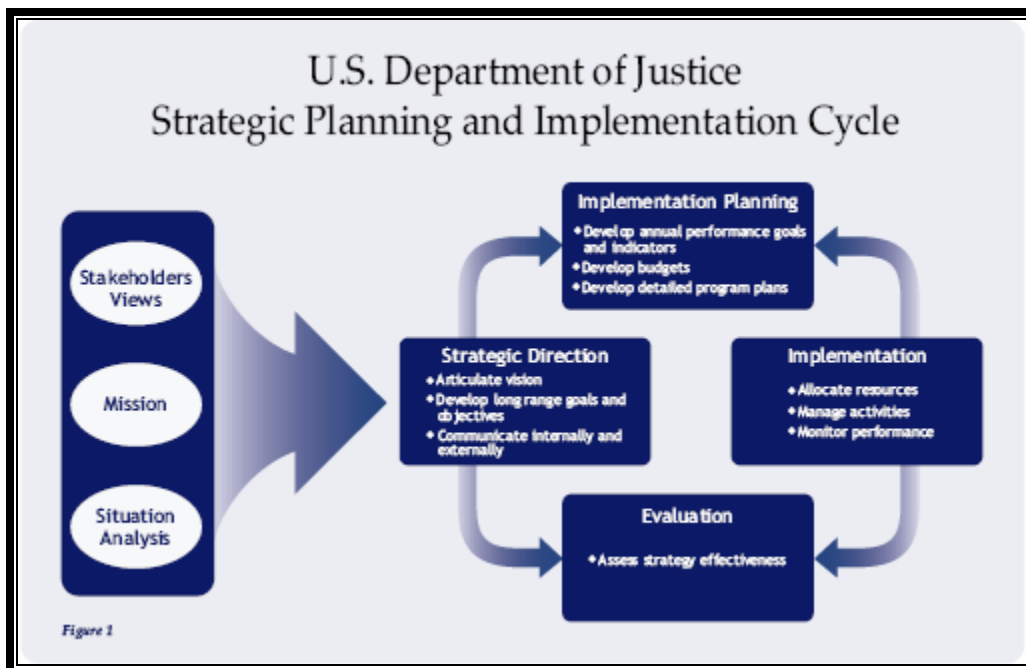 U.S. Department of Justice
Strategic Planning and Implementation Cycle
Stakeholders
Views
Mission
Situation
Analysis
Strategic Direction
• Articulate vision
• Develop long range goals and
objectives
• Communicate internally and
externally
Implementation Planning
• Develop annual performance goals
and indicators
• Develop budgets
• Develop detailed program plans
Implementation
• Allocate resources
• Manage activities
• Monitor performance
Evaluation
• Assess strategy effectiveness
Figure 1